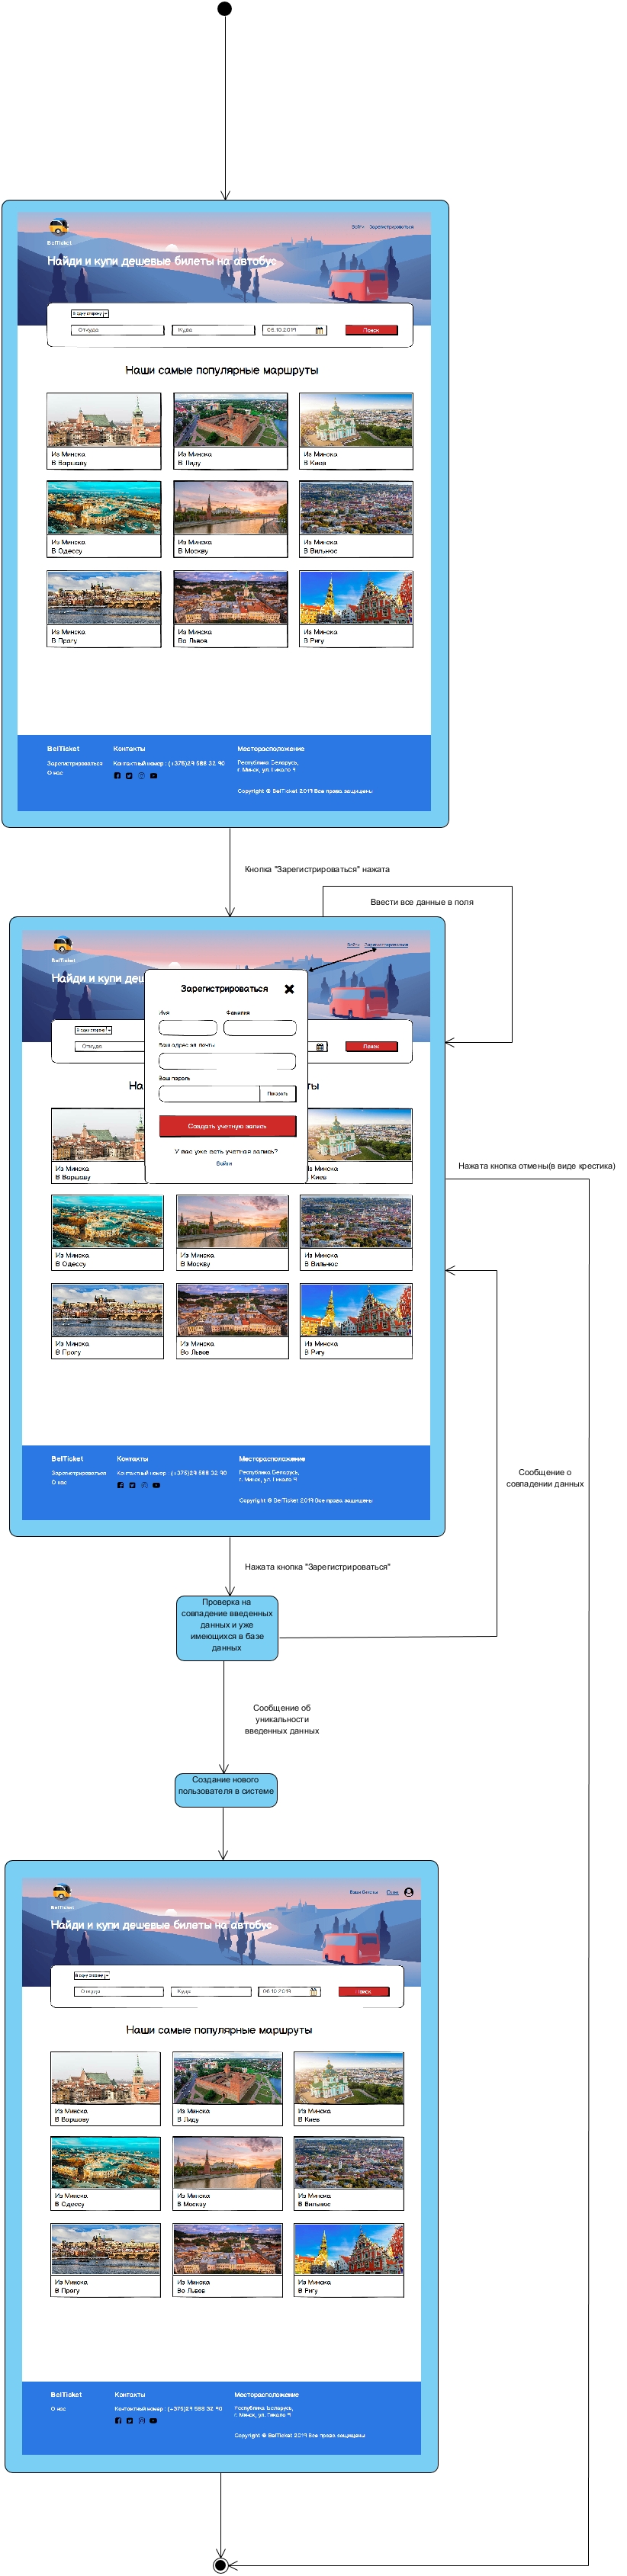 BelTicket
Войти Зарегистрироваться
Найди и купи дешевые билеты на автобус
В одну сторону
Откуда Куда 06.10.2019 Поиск
Наши самые популярные маршруты
Из Минска Из Минска Из Минска
В Варшаву В Лиду В Киев
Из Минска Из Минска Из Минска
В Одессу В Москву В Вильнюс
Из Минска Из Минска Из Минска
В Прагу Во Львов В Ригу
BelTicket Контакты Месторасположение
Зарегистрироваться Контактный номер : (+375)29 588 32 90 Республика Беларусь,
О нас г. Минск, ул. Гикало 9
Copyright © BelTicket 2019 Все права защищены
Кнопка "Зарегистрироваться" нажата
Ввести все данные в поля
BelTicket
Войти Зарегистрироваться
Найди и купи деш
Зарегистрироваться
Имя Фамилия
Ваш адрес эл. почты
Ваш пароль
Показать
Создать учетную запись
У вас уже есть учетная запись?
Войти
В одну сторону
Откуда Поиск
На ты
Из Минска Киев
В Варшаву
Из Минска Из Минска Из Минска
В Одессу В Москву В Вильнюс
Из Минска Из Минска Из Минска
В Прагу Во Львов В Ригу
BelTicket Контакты Месторасположение
Зарегистрироваться Контактный номер : (+375)29 588 32 90 Республика Беларусь,
О нас г. Минск, ул. Гикало 9
Copyright © BelTicket 2019 Все права защищены
Нажата кнопка отмены(в виде крестика)
Сообщение о
совпадении данных
Нажата кнопка "Зарегистрироваться"
Проверка на
совпадение введенных
данных и уже
имеющихся в базе
данных
Сообщение об
уникальности
введенных данных
Создание нового
пользователя в системе
BelTicket
Ваши билеты
Найди и купи дешевые билеты на автобус
В одну сторону
Откуда Куда 06.10.2019 Поиск
Наши самые популярные маршруты
Из Минска Из Минска Из Минска
В Варшаву В Лиду В Киев
Из Минска Из Минска Из Минска
В Одессу В Москву В Вильнюс
Из Минска Из Минска Из Минска
В Прагу Во Львов В Ригу
BelTicket Контакты Месторасположение
О нас Контактный номер : (+375)29 588 32 90 Республика Беларусь,
г. Минск, ул. Гикало 9
Copyright © BelTicket 2019 Все права защищены